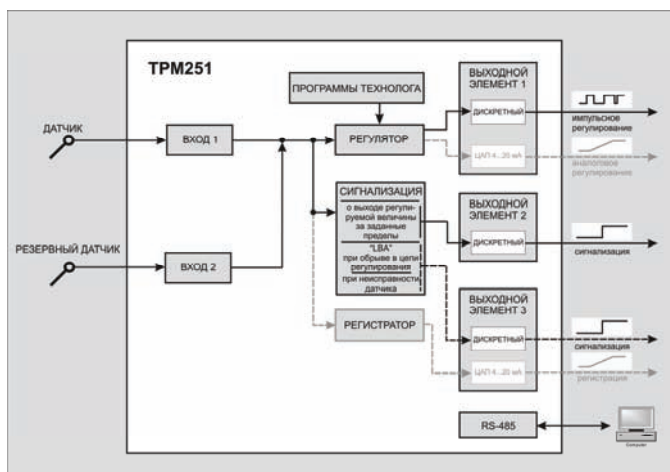 ТРМ251
ПРОГРАММЫ ТЕХНОЛОГА
ВЫХОДНОЙ
ЭЛЕМЕНТ 1
ДИСКРЕТНЫЙ
ЦАП 4...20 мА
импульсное
регулирование
аналоговое
регулирование
ДАТЧИК
ВХОД 1
РЕГУЛЯТОР
СИГНАЛИЗАЦИЯ
о выходе регули-
руемой величины
за заданные
пределы
"LBA"
при обрыве в цепи
регулирования
при неисправности
датчика
ВЫХОДНОЙ
ЭЛЕМЕНТ 2
ДИСКРЕТНЫЙ
сигнализация
РЕЗЕРВНЫЙ ДАТЧИК
ВХОД 2
РЕГИСТРАТОР
ВЫХОДНОЙ
ЭЛЕМЕНТ 3
ДИСКРЕТНЫЙ
ЦАП 4...20 мА
сигнализация
регистрация
RS-485
Computer